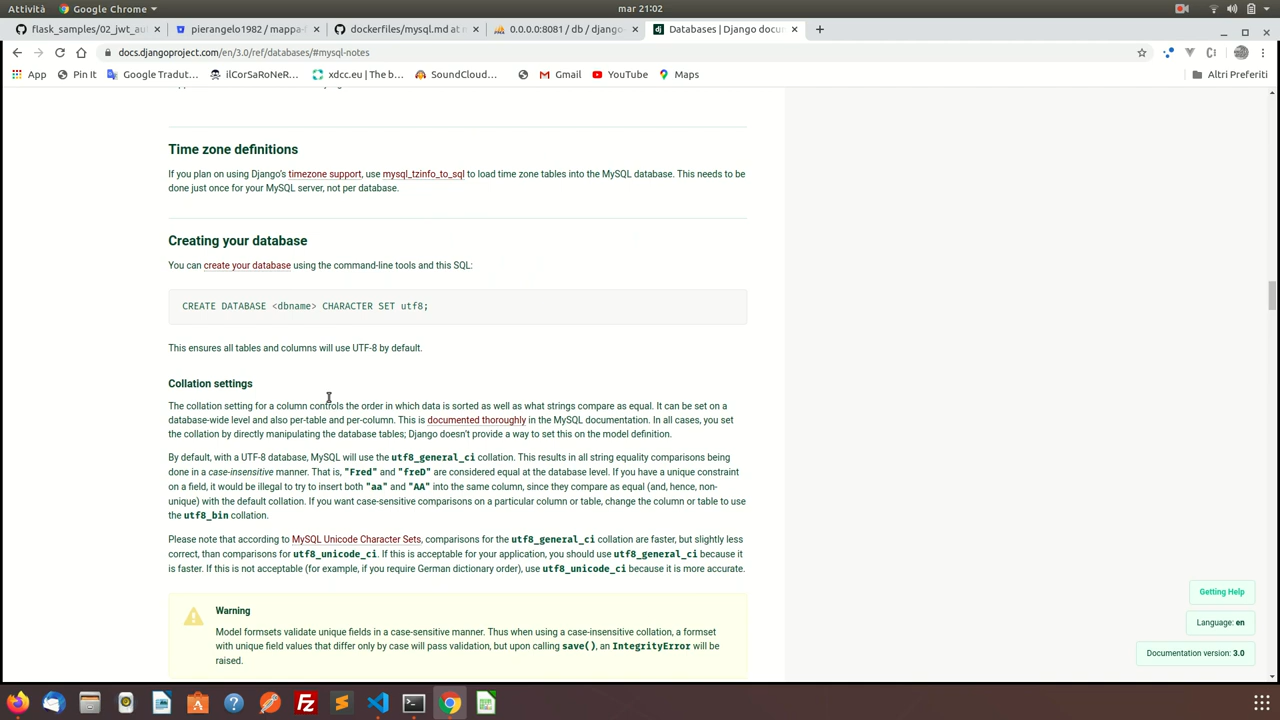 Attività
Google Chrome
mar 21:02
flask_samples/02_jwt_au
pierangelo1982 / mappa-
dockerfiles/mysql.md at m
0.0.0.0:8081 / db / django-
Databases | Django docu
docs.djangoproject.com/en/3.0/ref/databases/#mysql-notes
App
Pin It
Google Tradut...
ilCorSaRoNeR...
xdcc.eu | The b...
SoundCloud...
Gmail
YouTube
Maps
Altri Preferiti
Time zone definitions
If you plan on using Django's timezone support, use mysql_tzinfo_to_sql to load time zone tables into the MySQL database. This needs to be
done just once for your MySQL server, not per database.
Creating your database
You can create your database using the command-line tools and this SQL:
CREATE DATABASE <dbname> CHARACTER SET utf8;
This ensures all tables and columns will use UTF-8 by default.
Collation settings
The collation setting for a column controls the order in which data is sorted as well as what strings compare as equal. It can be set on a
database-wide level and also per-table and per-column. This is documented thoroughly in the MySQL documentation. In all cases, you set
the collation by directly manipulating the database tables; Django doesn't provide a way to set this on the model definition.
By default, with a UTF-8 database, MySQL will use the utf8_general_ci collation. This results in all string equality comparisons being
done in a case-insensitive manner. That is, "Fred" and "freD" are considered equal at the database level. If you have a unique constraint
on a field, it would be illegal to try to insert both "aa" and "AA" into the same column, since they compare as equal (and, hence, non-
unique) with the default collation. If you want case-sensitive comparisons on a particular column or table, change the column or table to use
the utf8_bin collation.
Please note that according to MySQL Unicode Character Sets, comparisons for the utf8_general_ci collation are faster, but slightly less
correct, than comparisons for utf8_unicode_ci. If this is acceptable for your application, you should use utf8_general_ci because it
is faster. If this is not acceptable (for example, if you require German dictionary order), use utf8_unicode_ci because it is more accurate.
Warning
Model formsets validate unique fields in a case-sensitive manner. Thus when using a case-insensitive collation, a formset
with unique field values that differ only by case will pass validation, but upon calling save(), an IntegrityError will be
raised.
Getting Help
Language: en
Documentation version: 3.0